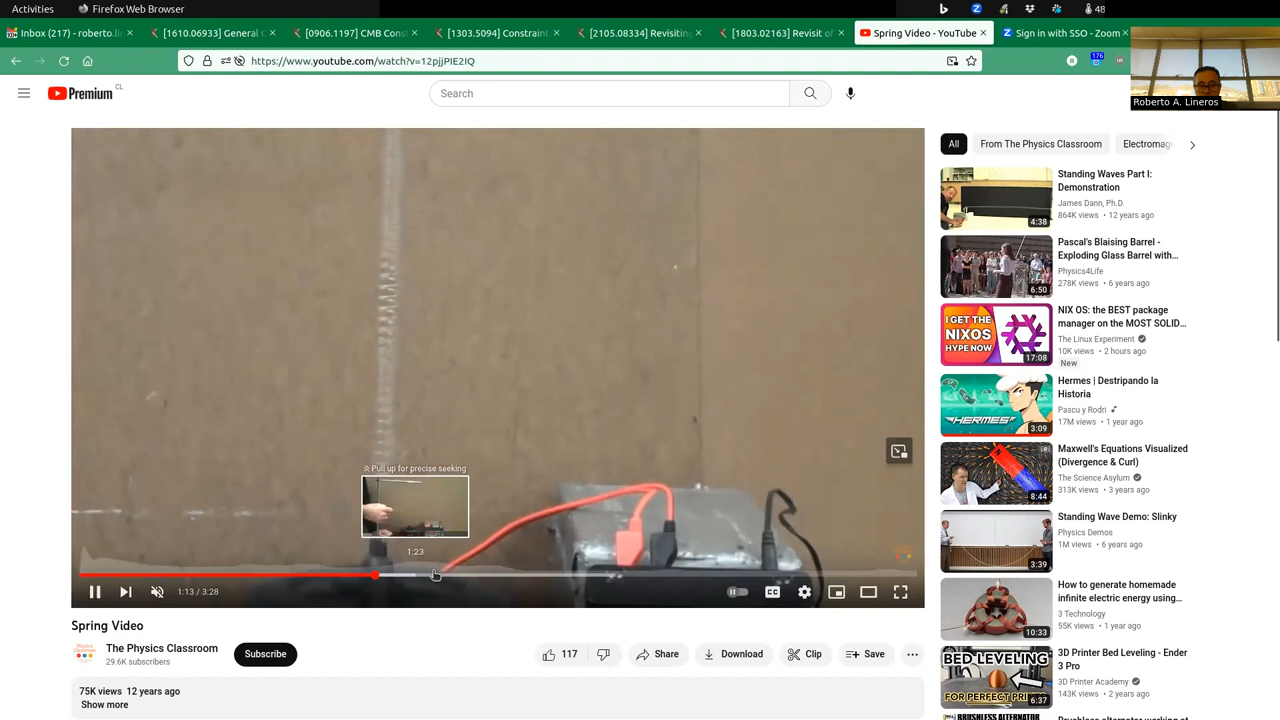 Activities
Firefox Web Browser
48
Inbox (217) - roberto.li
[1610.06933] General C
[0906.1197] CMB Cons
[1303.5094] Constraint
[2105.08334] Revisiting
[1803.02163] Revisit of
Spring Video - YouTube
Sign in with SSO - Zoom
https://www.youtube.com/watch?v=12pjjPIE2IQ
R
176
Roberto A. Lineros
Premium
CL
Search
All
From The Physics Classroom
Electromag
Standing Waves Part I:
Demonstration
James Dann, Ph.D.
864K views • 12 years ago
4:38
Pascal's Blaising Barrel -
Exploding Glass Barrel with...
Physics4Life
278K views • 6 years ago
6:50
I GET THE
NIXOS
HYPE NOW
17:08
NIX OS: the BEST package
manager on the MOST SOLID...
The Linux Experiment
10K views • 2 hours ago
New
HERMES
3:09
Hermes | Destripando la
Historia
Pascu y Rodri
17M views • 1 year ago
8:44
Maxwell's Equations Visualized
(Divergence & Curl)
The Science Asylum
313K views • 3 years ago
3:39
Standing Wave Demo: Slinky
Physics Demos
1M views • 6 years ago
10:33
How to generate homemade
infinite electric energy using...
3 Technology
55K views • 1 year ago
BED LEVELING
FOR PERFECT PRINT
6:37
3D Printer Bed Leveling - Ender
3 Pro
3D Printer Academy
143K views • 2 years ago
BRUSHLESS ALTERNATOR
Pull up for precise seeking
1:23
1:13 / 3:28
CC
Spring Video
The Physics Classroom
29.6K subscribers
Subscribe
117
Share
Download
Clip
Save
75K views 12 years ago
Show more